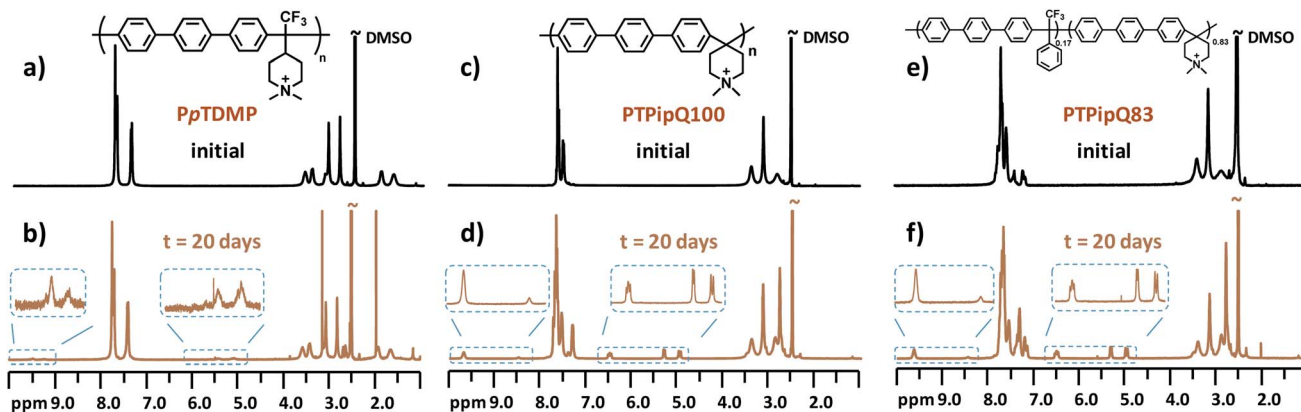 CF3
n
N
+
~ DMSO
a)
PpTDMP
initial
n
N
+
~ DMSO
c)
PTPipQ100
initial
CF3
0.17
0.83
N
+
~ DMSO
e)
PTPipQ83
initial
b)
t = 20 days
~
d)
t = 20 days
~
f)
t = 20 days
~
ppm 9.0 8.0 7.0 6.0 5.0 4.0 3.0 2.0
ppm 9.0 8.0 7.0 6.0 5.0 4.0 3.0 2.0
ppm 9.0 8.0 7.0 6.0 5.0 4.0 3.0 2.0